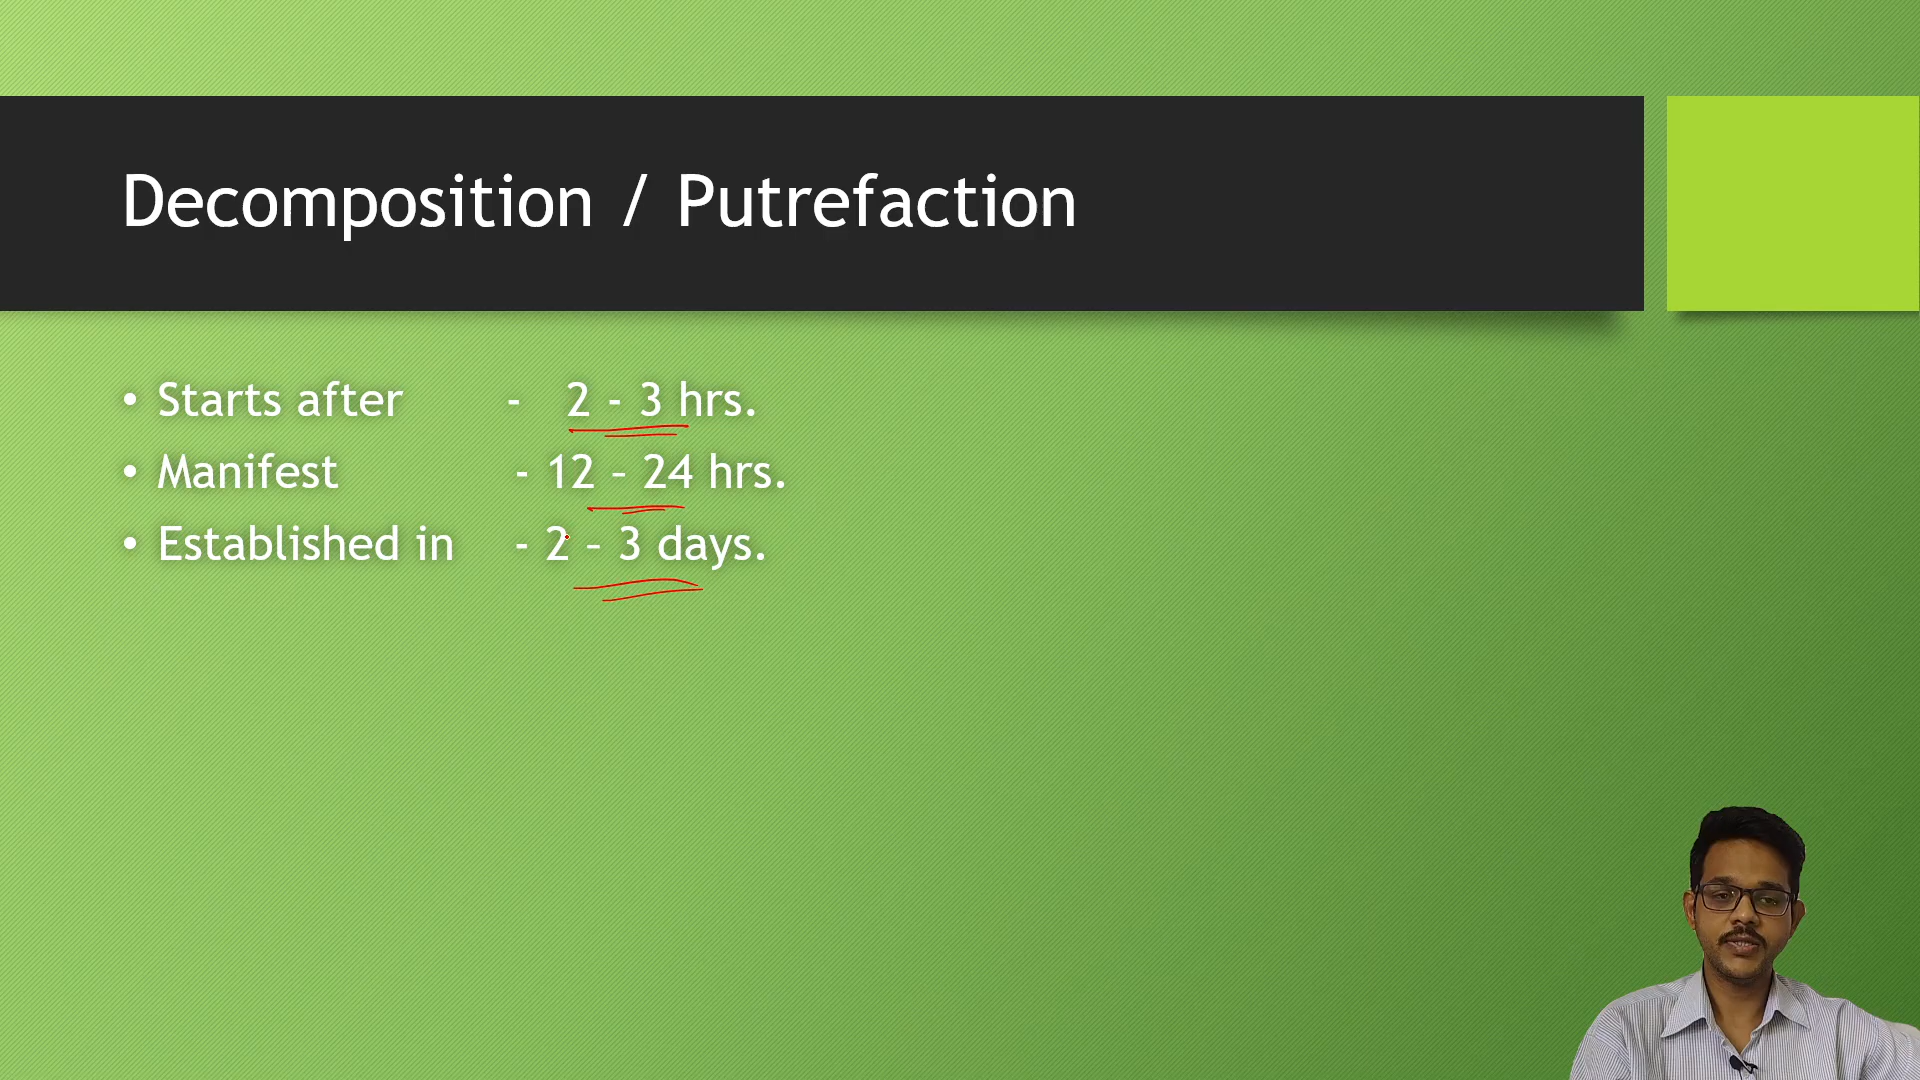 Decomposition / Putrefaction
• Starts after - 2 - 3 hrs.
• Manifest - 12 – 24 hrs.
• Established in - 2 – 3 days.